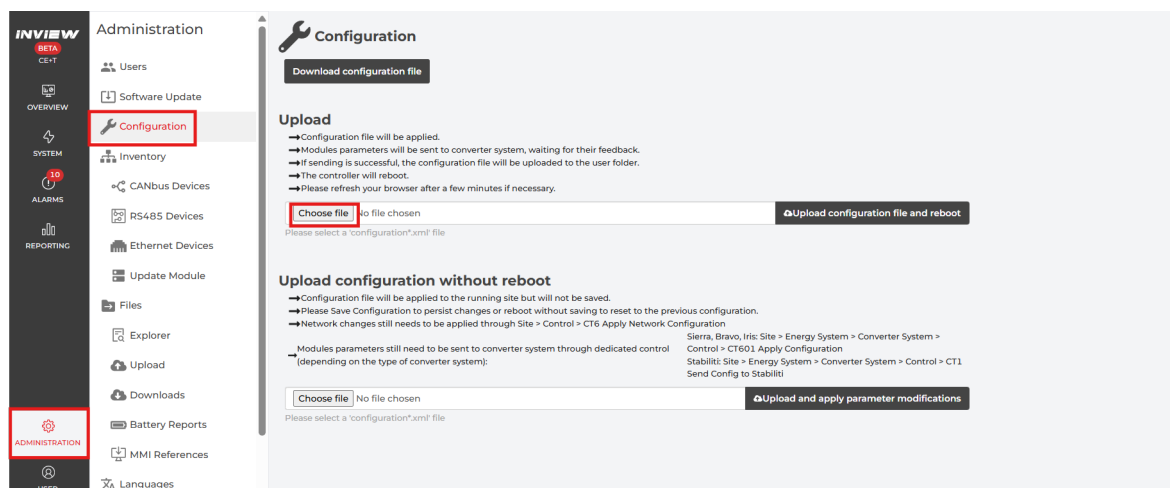 INVIEW
BETA
CE+T
OVERVIEW
SYSTEM
10
ALARMS
REPORTING
ADMINISTRATION
USER
Administration
Users
Software Update
Configuration
Inventory
CANbus Devices
RS485 Devices
Ethernet Devices
Update Module
Files
Explorer
Upload
Downloads
Battery Reports
MMI References
Languages
Configuration
Download configuration file
Upload
→Configuration file will be applied.
→Modules parameters will be sent to converter system, waiting for their feedback.
→If sending is successful, the configuration file will be uploaded to the user folder.
→The controller will reboot.
→Please refresh your browser after a few minutes if necessary.
Choose file No file chosen
Upload configuration file and reboot
Please select a 'configuration*.xml' file
Upload configuration without reboot
→Configuration file will be applied to the running site but will not be saved.
→Please Save Configuration to persist changes or reboot without saving to reset to the previous configuration.
→Network changes still needs to be applied through Site > Control > CT6 Apply Network Configuration
→Modules parameters still need to be sent to converter system through dedicated control
(depending on the type of converter system):
Sierra, Bravo, Iris: Site > Energy System > Converter System >
Control > CT601 Apply Configuration
Stabiliti: Site > Energy System > Converter System > Control > CT1
Send Config to Stabiliti
Choose file No file chosen
Upload and apply parameter modifications
Please select a 'configuration*.xml' file